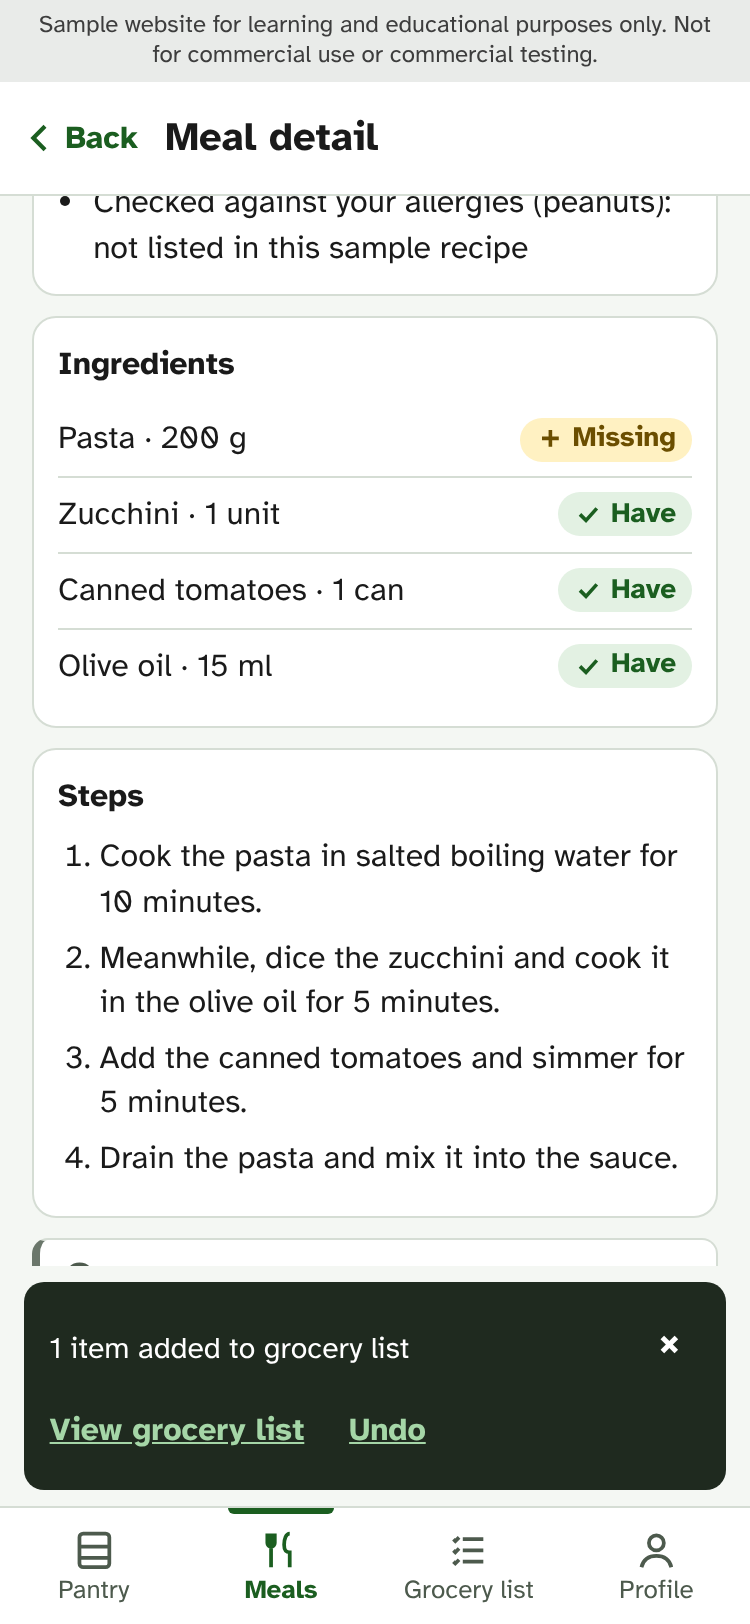 Sample website for learning and educational purposes only. Not
for commercial use or commercial testing.
Back Meal detail
• Checked against your allergies (peanuts):
not listed in this sample recipe
Ingredients
Pasta · 200 g + Missing
Zucchini · 1 unit ✓ Have
Canned tomatoes · 1 can ✓ Have
Olive oil · 15 ml ✓ Have
Steps
1. Cook the pasta in salted boiling water for
10 minutes.
2. Meanwhile, dice the zucchini and cook it
in the olive oil for 5 minutes.
3. Add the canned tomatoes and simmer for
5 minutes.
4. Drain the pasta and mix it into the sauce.
1 item added to grocery list
View grocery list Undo
Pantry Meals Grocery list Profile